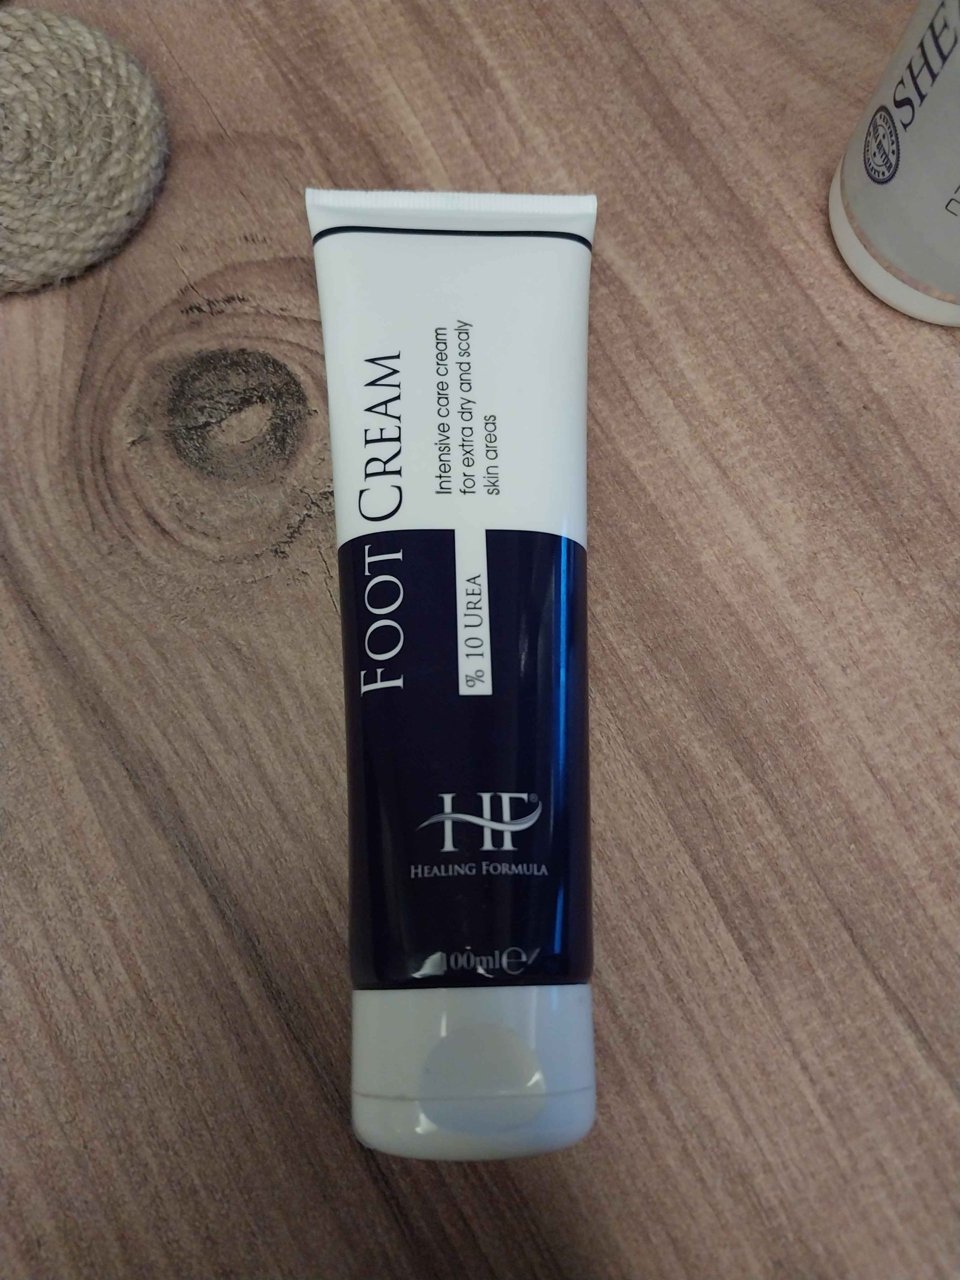 FOOT CREAM
Intensive care cream
for extra dry and scaly
skin areas
% 10 UREA
HF®
HEALING FORMULA
100ml℮
SHE